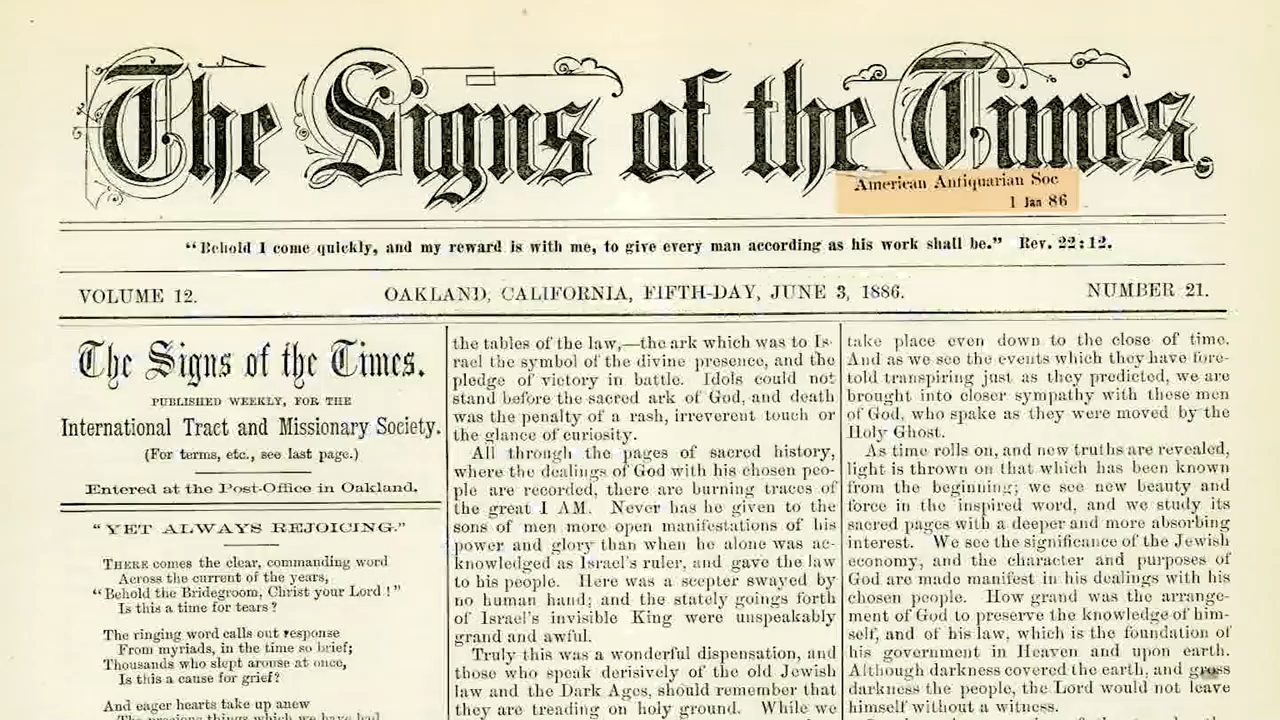 The Signs of the Times.
American Antiquarian Soc
1 Jan 86
"Behold I come quickly, and my reward is with me, to give every man according as his work shall be." Rev. 22:12.
VOLUME 12. OAKLAND, CALIFORNIA, FIFTH-DAY, JUNE 3, 1886. NUMBER 21.
The Signs of the Times.
PUBLISHED WEEKLY, FOR THE
International Tract and Missionary Society.
(For terms, etc., see last page.)
Entered at the Post-Office in Oakland.
"YET ALWAYS REJOICING."
THERE comes the clear, commanding word
Across the current of the years,
"Behold the Bridegroom, Christ your Lord!"
Is this a time for tears?
The ringing word calls out response
From myriads, in the time so brief;
Thousands who slept arouse at once,
Is this a cause for grief?
And eager hearts take up anew
The precious things which we have had
the tables of the law,—the ark which was to Is-
rael the symbol of the divine presence, and the
pledge of victory in battle. Idols could not
stand before the sacred ark of God, and death
was the penalty of a rash, irreverent touch or
the glance of curiosity.
All through the pages of sacred history,
where the dealings of God with his chosen peo-
ple are recorded, there are burning traces of
the great I AM. Never has he given to the
sons of men more open manifestations of his
power and glory than when he alone was ac-
knowledged as Israel's ruler, and gave the law
to his people. Here was a scepter swayed by
no human hand; and the stately goings forth
of Israel's invisible King were unspeakably
grand and awful.
Truly this was a wonderful dispensation, and
those who speak derisively of the old Jewish
law and the Dark Ages, should remember that
they are treading on holy ground. While we
take place even down to the close of time.
And as we see the events which they have fore-
told transpiring just as they predicted, we are
brought into closer sympathy with these men
of God, who spake as they were moved by the
Holy Ghost.
As time rolls on, and new truths are revealed,
light is thrown on that which has been known
from the beginning; we see new beauty and
force in the inspired word, and we study its
sacred pages with a deeper and more absorbing
interest. We see the significance of the Jewish
economy, and the character and purposes of
God are made manifest in his dealings with his
chosen people. How grand was the arrange-
ment of God to preserve the knowledge of him-
self, and of his law, which is the foundation of
his government in Heaven and upon earth.
Although darkness covered the earth, and gross
darkness the people, the Lord would not leave
himself without a witness.